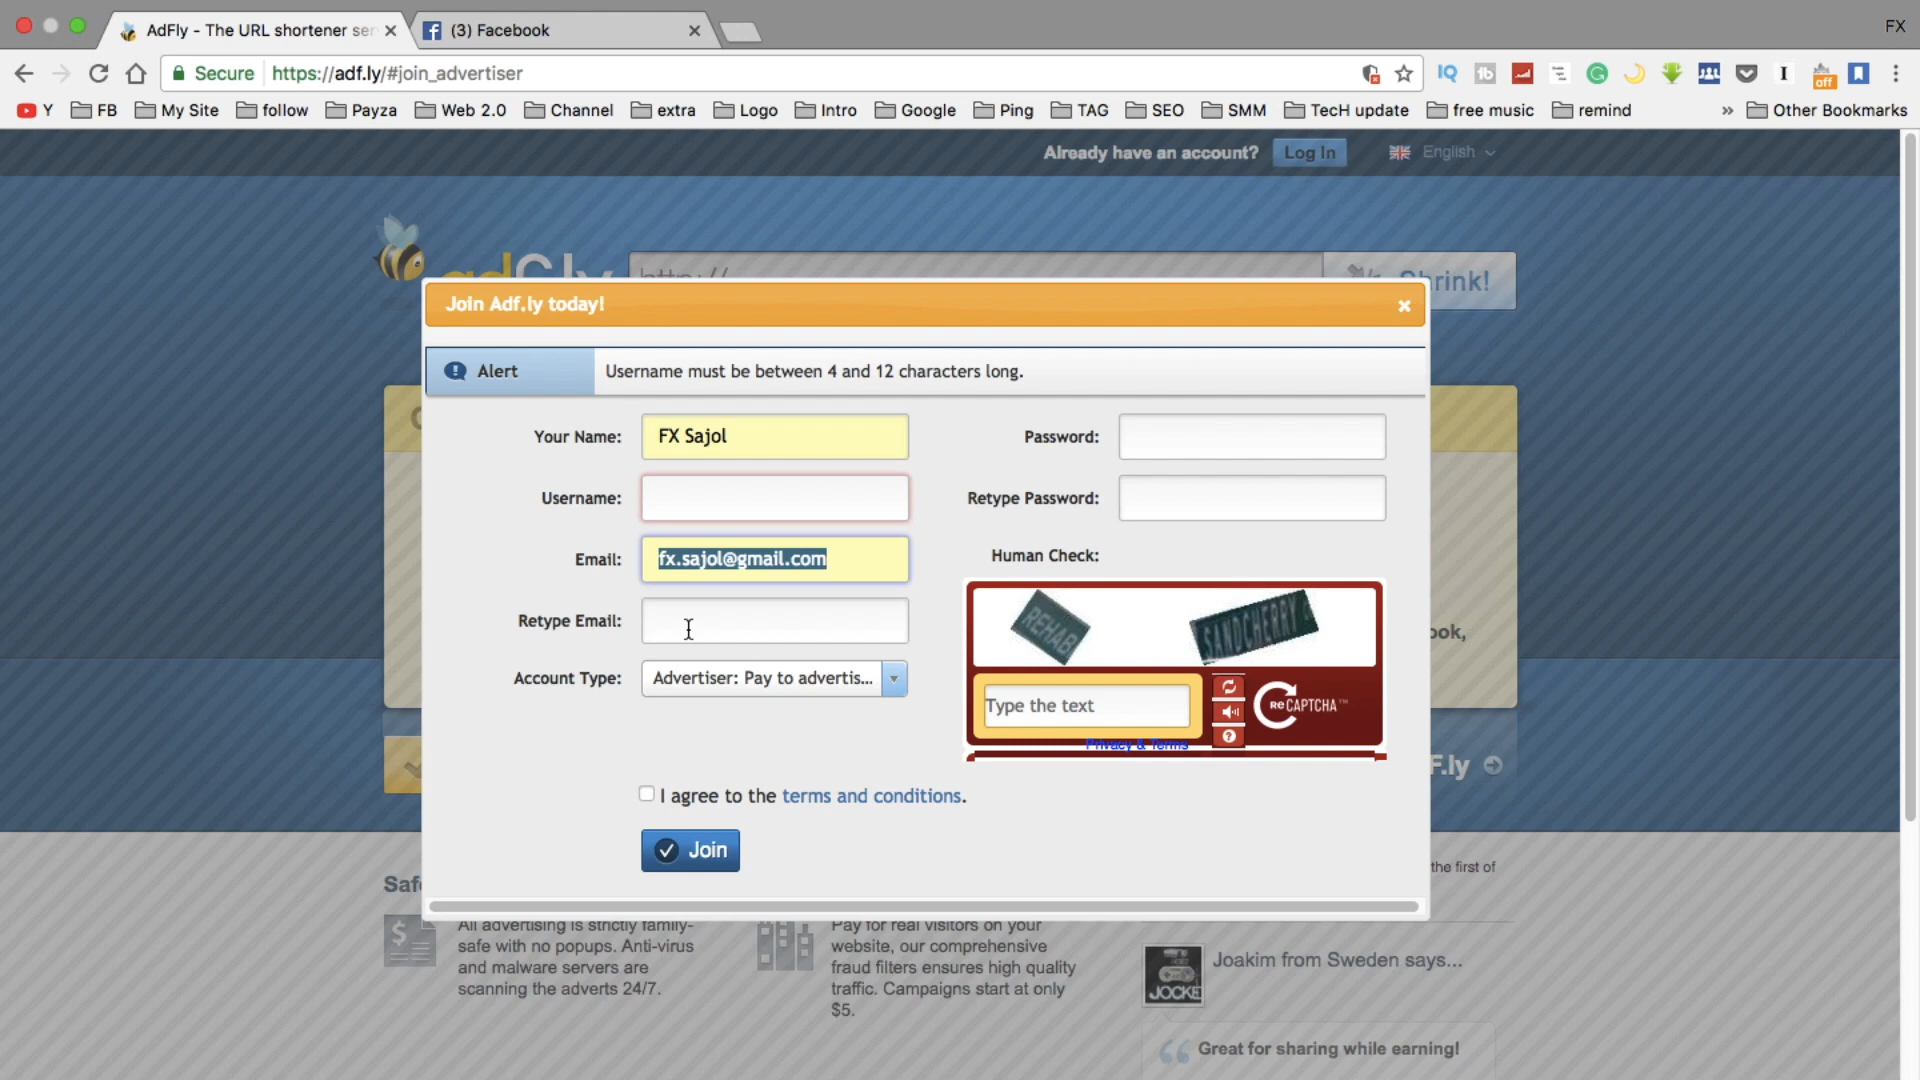 AdFly - The URL shortener ser
(3) Facebook
FX
Secure
https://adf.ly/#join_advertiser
Y
FB
My Site
follow
Payza
Web 2.0
Channel
extra
Logo
Intro
Google
Ping
TAG
SEO
SMM
TecH update
free music
remind
»
Other Bookmarks
Already have an account?
Log In
English
Join Adf.ly today!
Alert
Username must be between 4 and 12 characters long.
Your Name:
FX Sajol
Password:
Username:
Retype Password:
Email:
fx.sajol@gmail.com
Human Check:
REHAB
SANDCHERRY
Retype Email:
Account Type:
Advertiser: Pay to advertis...
Type the text
reCAPTCHA™
Privacy & Terms
I agree to the terms and conditions.
Join
ook,
F.ly
the first of
Safe
All advertising is strictly family-
safe with no popups. Anti-virus
and malware servers are
scanning the adverts 24/7.
Pay for real visitors on your
website, our comprehensive
fraud filters ensures high quality
traffic. Campaigns start at only
$5.
Joakim from Sweden says...
JOCKE
Great for sharing while earning!